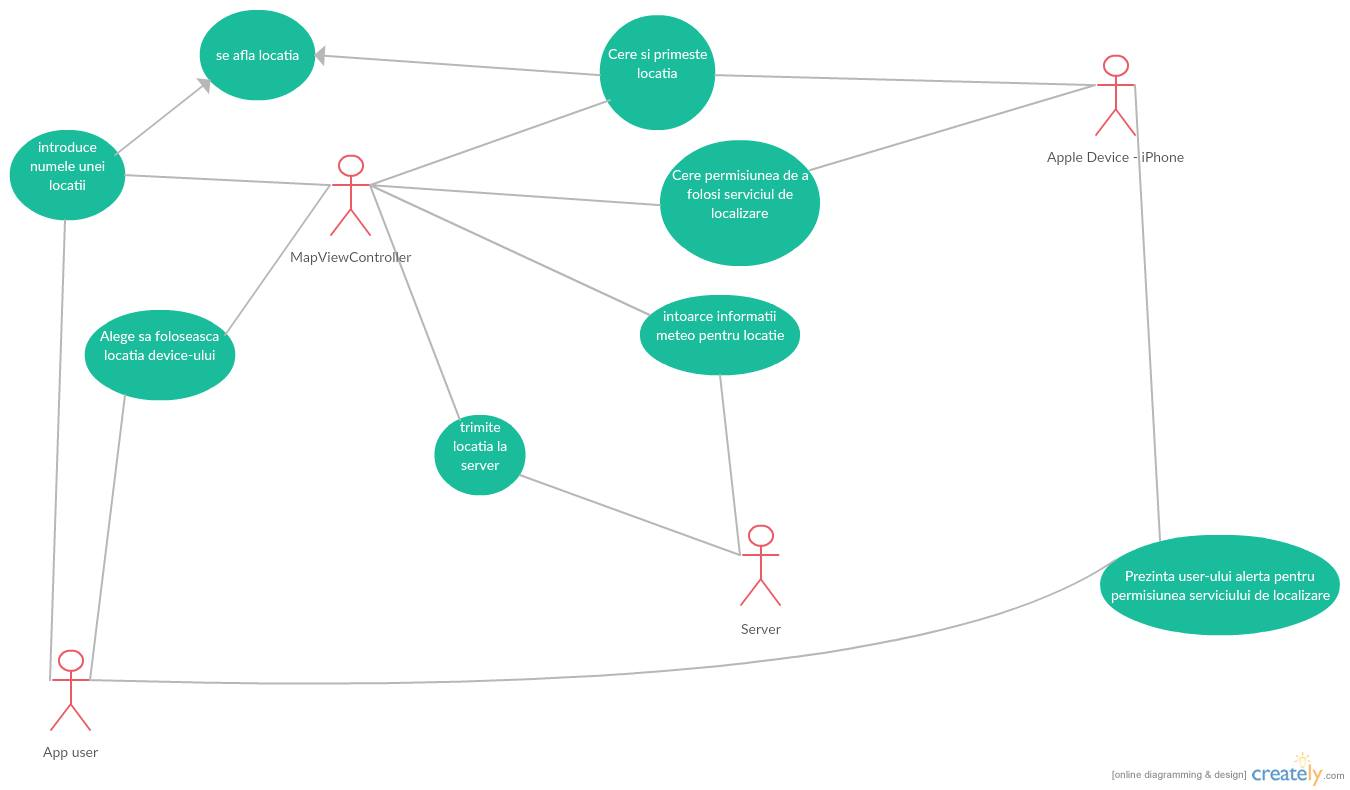 se afla locatia
Cere si primeste
locatia
Apple Device - iPhone
introduce
numele unei
locatii
MapViewController
Cere permisiunea de a
folosi serviciul de
localizare
Alege sa foloseasca
locatia device-ului
intoarce informatii
meteo pentru locatie
trimite
locatia la
server
Server
Prezinta user-ului alerta pentru
permisiunea serviciului de localizare
App user
[online diagramming & design] creately.com